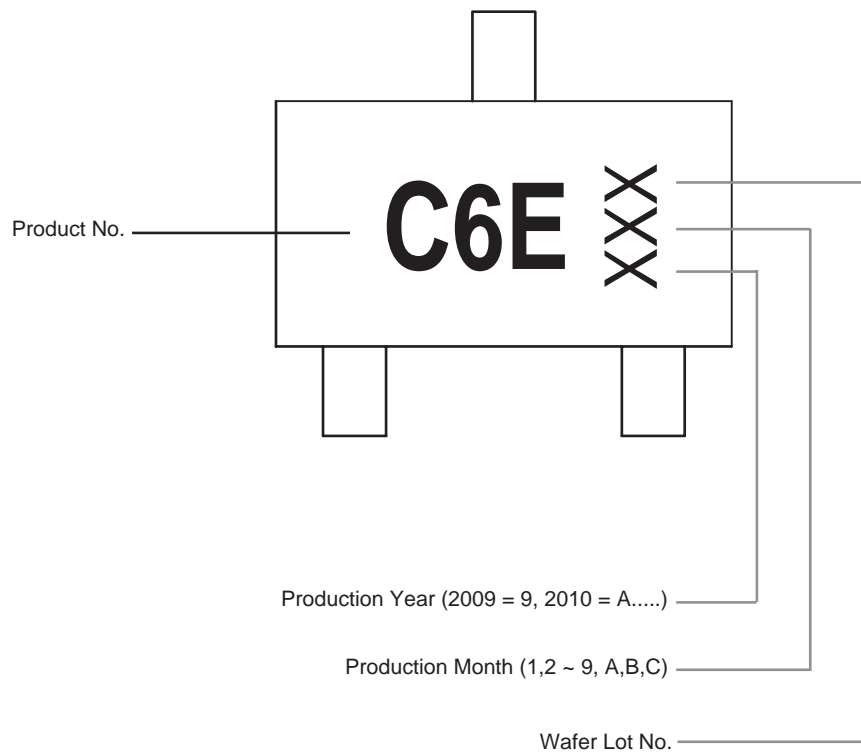 Product No.
C6E XXX
Production Year (2009 = 9, 2010 = A.....)
Production Month (1,2 ~ 9, A,B,C)
Wafer Lot No.